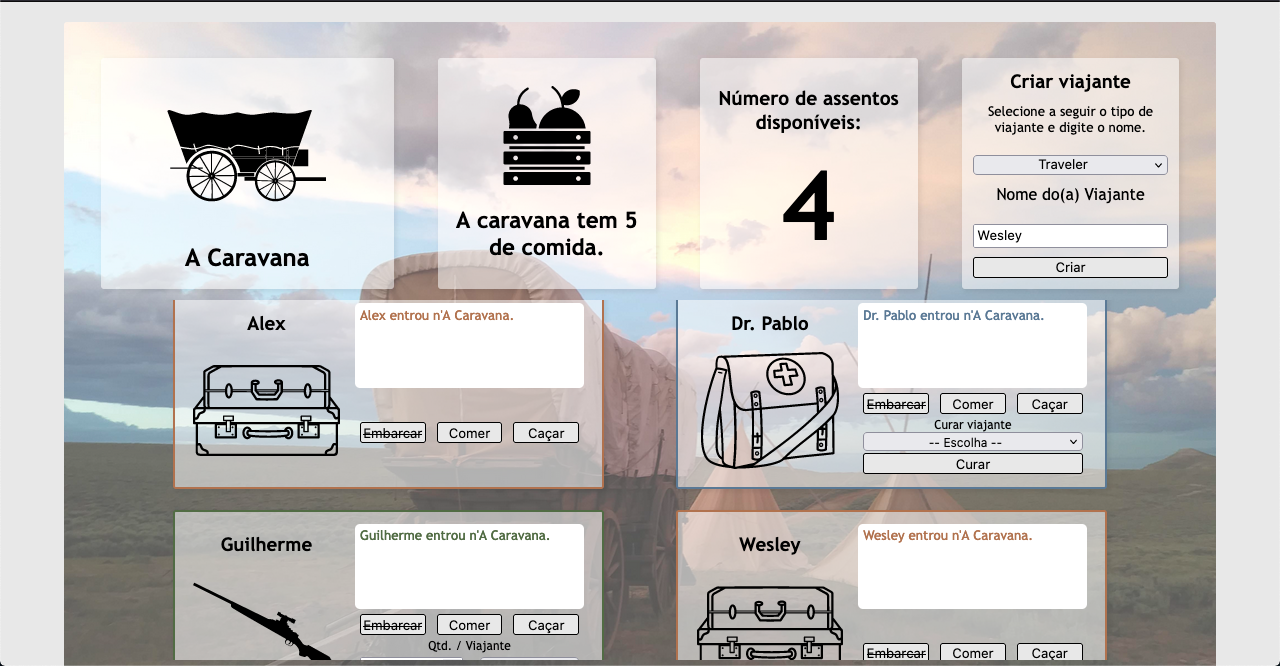 A Caravana
A caravana tem 5
de comida.
Número de assentos
disponíveis:
4
Criar viajante
Selecione a seguir o tipo de
viajante e digite o nome.
Traveler
Nome do(a) Viajante
Wesley
Criar
Alex
Alex entrou n'A Caravana.
Embarcar Comer Caçar
Dr. Pablo
Dr. Pablo entrou n'A Caravana.
Embarcar Comer Caçar
Curar viajante
-- Escolha --
Curar
Guilherme
Guilherme entrou n'A Caravana.
Embarcar Comer Caçar
Qtd. / Viajante
Wesley
Wesley entrou n'A Caravana.
Embarcar Comer Caçar